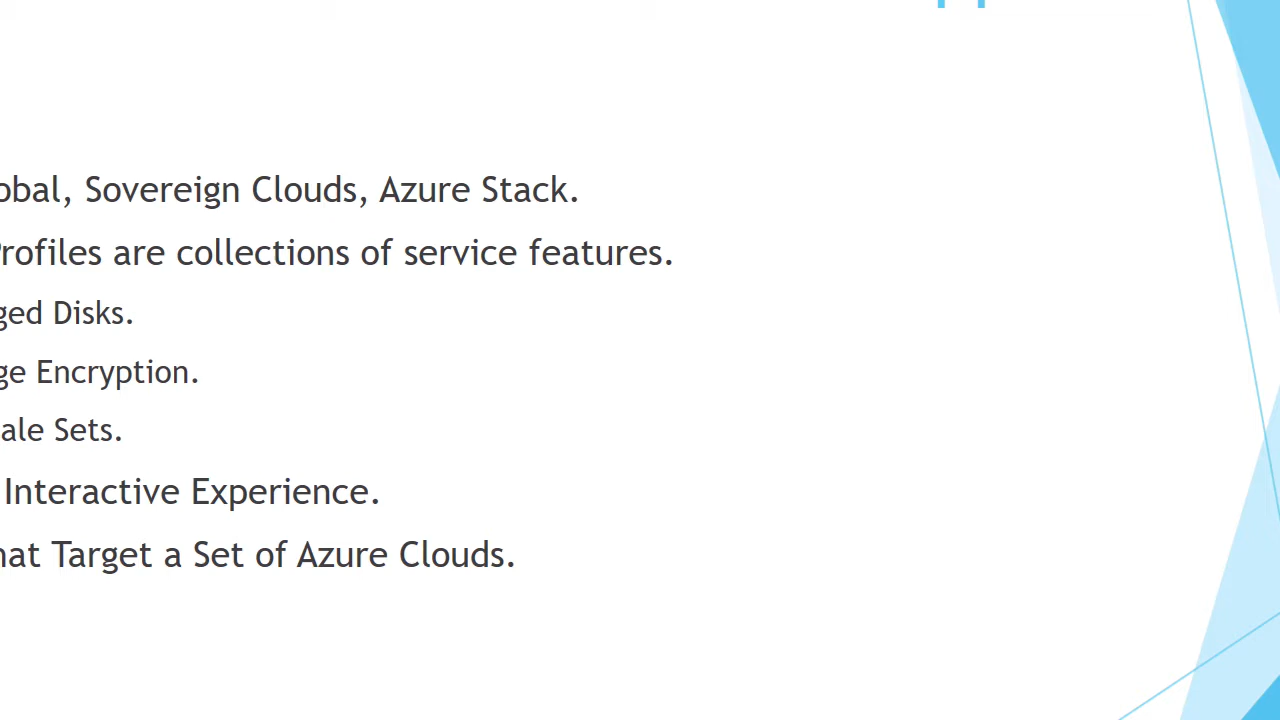 obal, Sovereign Clouds, Azure Stack.
Profiles are collections of service features.
ged Disks.
ge Encryption.
ale Sets.
Interactive Experience.
hat Target a Set of Azure Clouds.